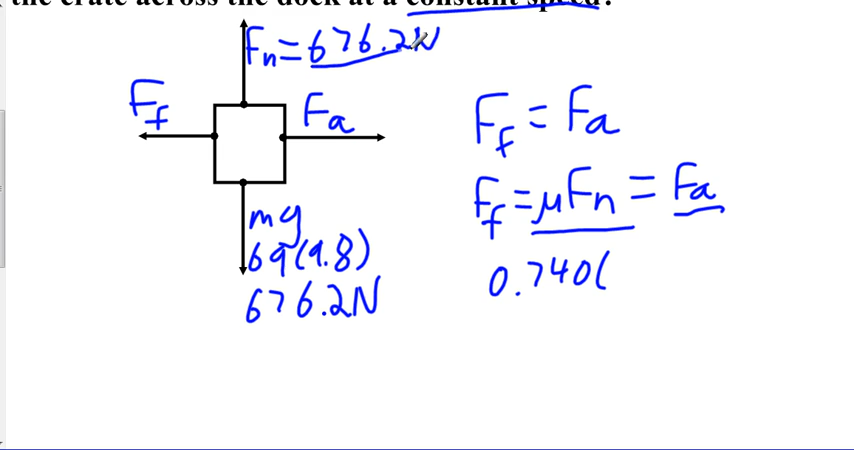 the crate across the dock at a constant speed?
Fn = 676.2N
Ff
Fa
mg
69(9.8)
676.2N
Ff = Fa
Ff = μFn = Fa
0.740(